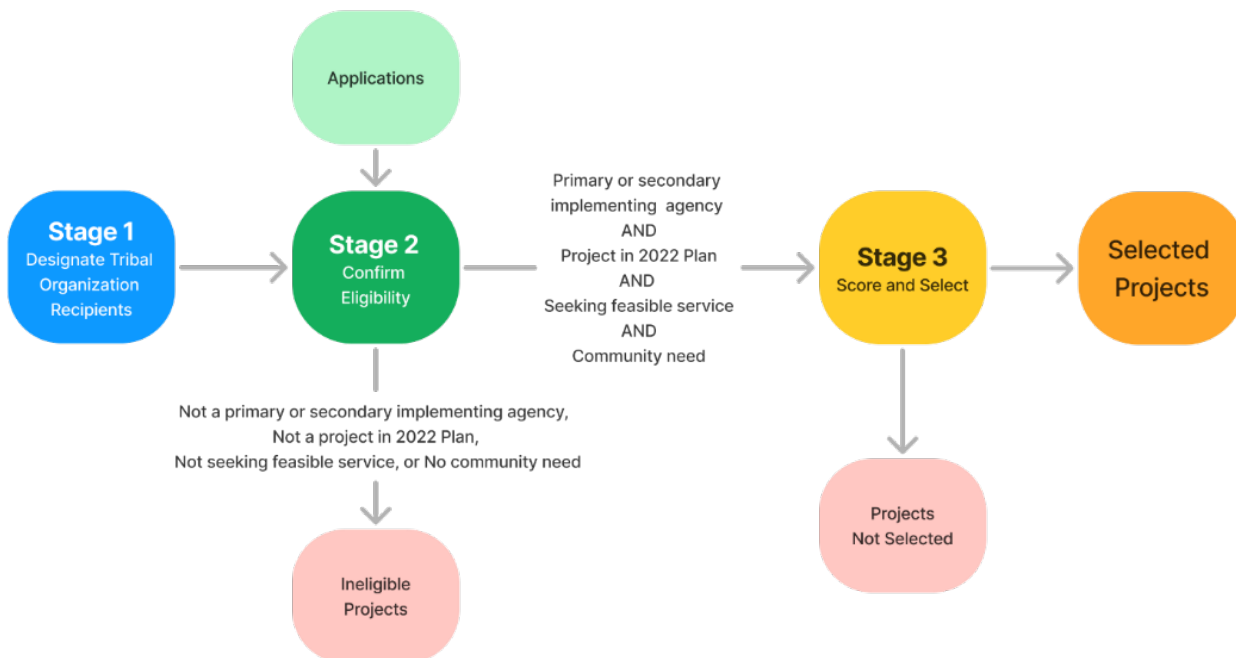 Applications
Stage 1
Designate Tribal
Organization
Recipients
Stage 2
Confirm
Eligibility
Primary or secondary
implementing agency
AND
Project in 2022 Plan
AND
Seeking feasible service
AND
Community need
Stage 3
Score and Select
Selected
Projects
Not a primary or secondary implementing agency,
Not a project in 2022 Plan,
Not seeking feasible service, or No community need
Ineligible
Projects
Projects
Not Selected